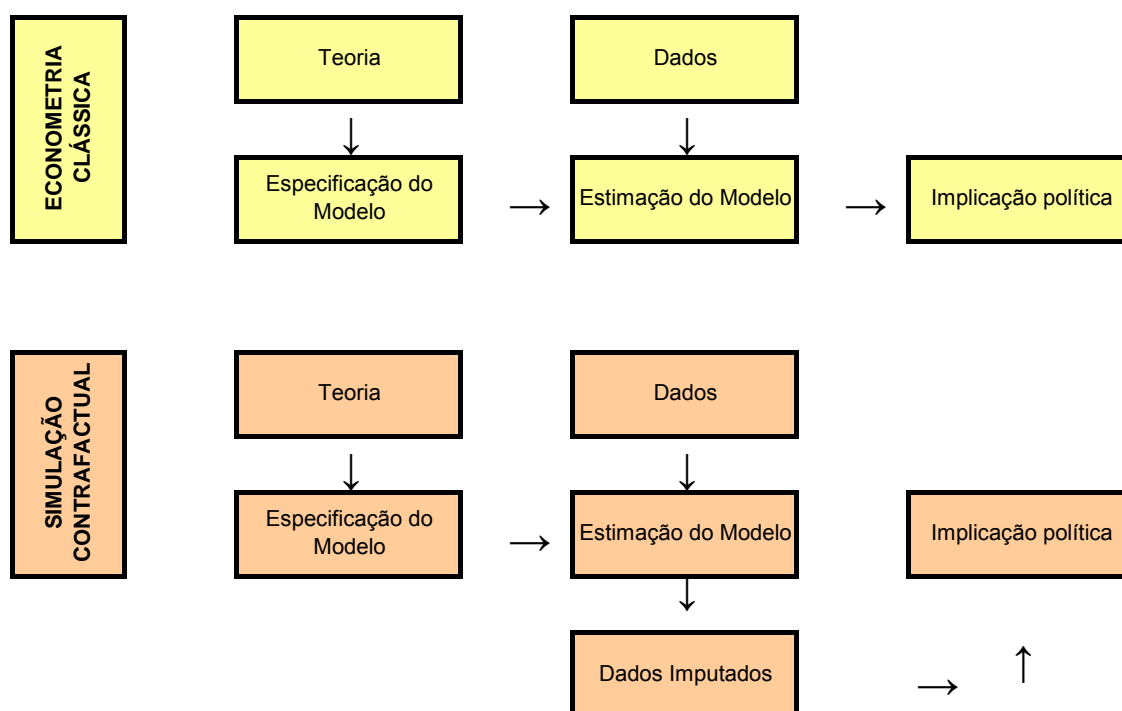 ECONOMETRIA
CLÁSSICA
Teoria
Dados
Especificação do
Modelo
Estimação do Modelo
Implicação política
SIMULAÇÃO
CONTRAFACTUAL
Teoria
Dados
Especificação do
Modelo
Estimação do Modelo
Implicação política
Dados Imputados